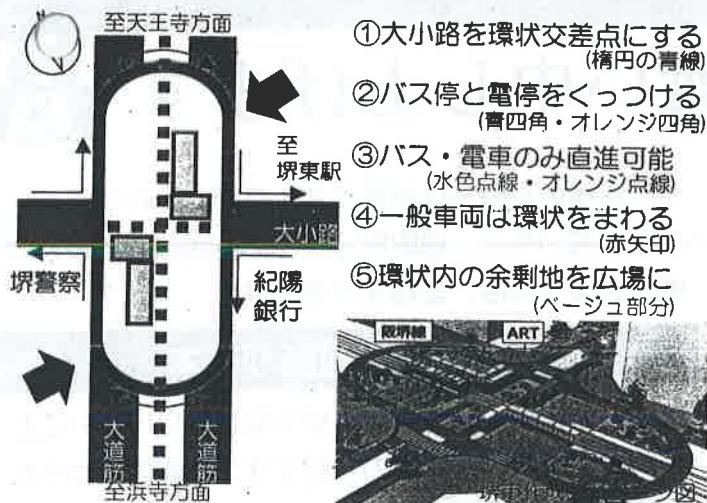 至天王寺方面
①大小路を環状交差点にする
(楕円の青線)
②バス停と電停をくっつける
(青四角・オレンジ四角)
至
堺東駅
③バス・電車のみ直進可能
(水色点線・オレンジ点線)
大小路
④一般車両は環状をまわる
(赤矢印)
堺警察
紀陽
銀行
⑤環状内の余剰地を広場に
(ベージュ部分)
阪堺線
ART
大道筋
大道筋
至浜寺方面